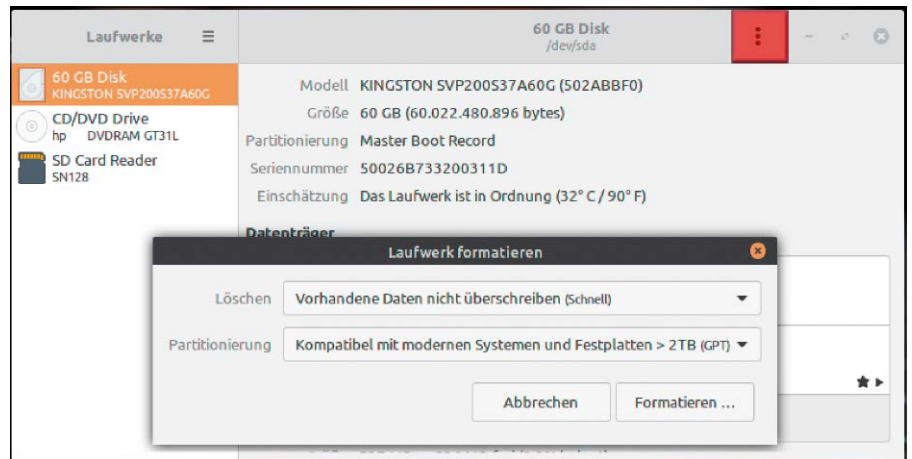 Laufwerke
60 GB Disk
/dev/sda
60 GB Disk
KINGSTON SVP200S37A60G
CD/DVD Drive
hp DVDRAM GT31L
SD Card Reader
SN128
Modell KINGSTON SVP200S37A60G (502ABBF0)
Größe 60 GB (60.022.480.896 bytes)
Partitionierung Master Boot Record
Seriennummer 50026B733200311D
Einschätzung Das Laufwerk ist in Ordnung (32° C / 90° F)
Datenträger
Laufwerk formatieren
Löschen Vorhandene Daten nicht überschreiben (Schnell)
Partitionierung Kompatibel mit modernen Systemen und Festplatten > 2TB (GPT)
Abbrechen Formatieren ...